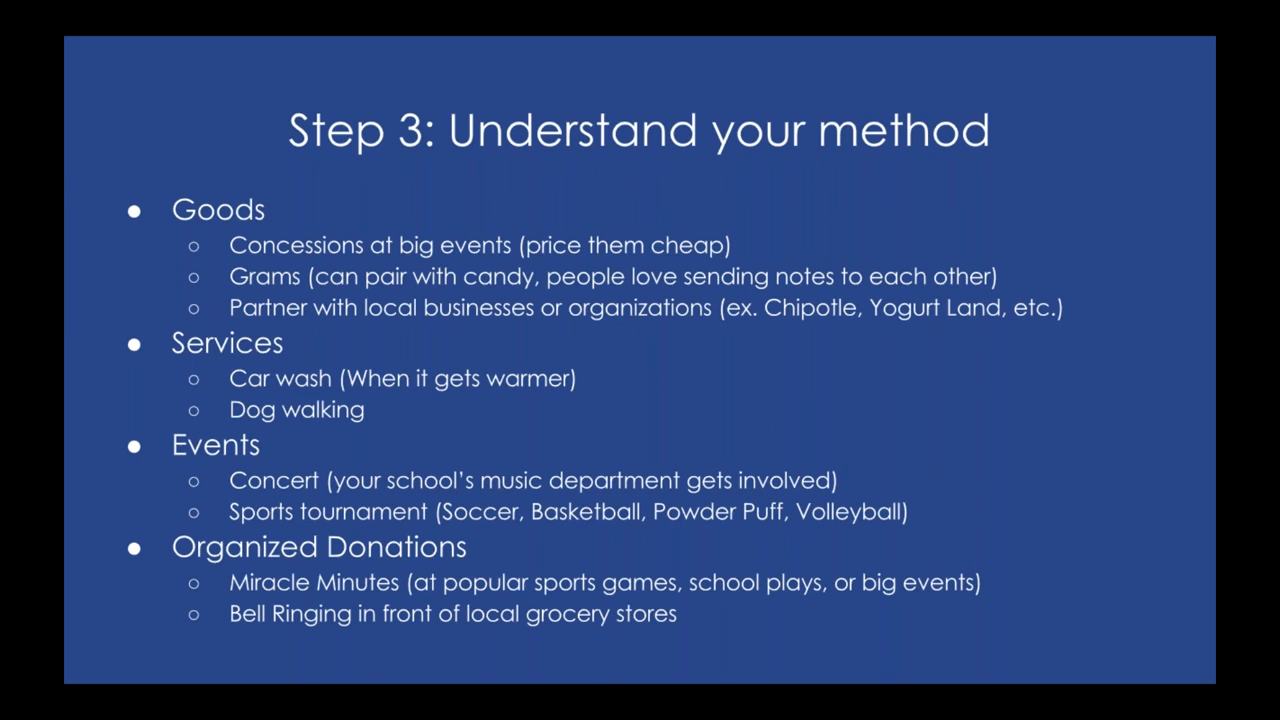 Step 3: Understand your method
● Goods
○ Concessions at big events (price them cheap)
○ Grams (can pair with candy, people love sending notes to each other)
○ Partner with local businesses or organizations (ex. Chipotle, Yogurt Land, etc.)
● Services
○ Car wash (When it gets warmer)
○ Dog walking
● Events
○ Concert (your school's music department gets involved)
○ Sports tournament (Soccer, Basketball, Powder Puff, Volleyball)
● Organized Donations
○ Miracle Minutes (at popular sports games, school plays, or big events)
○ Bell Ringing in front of local grocery stores